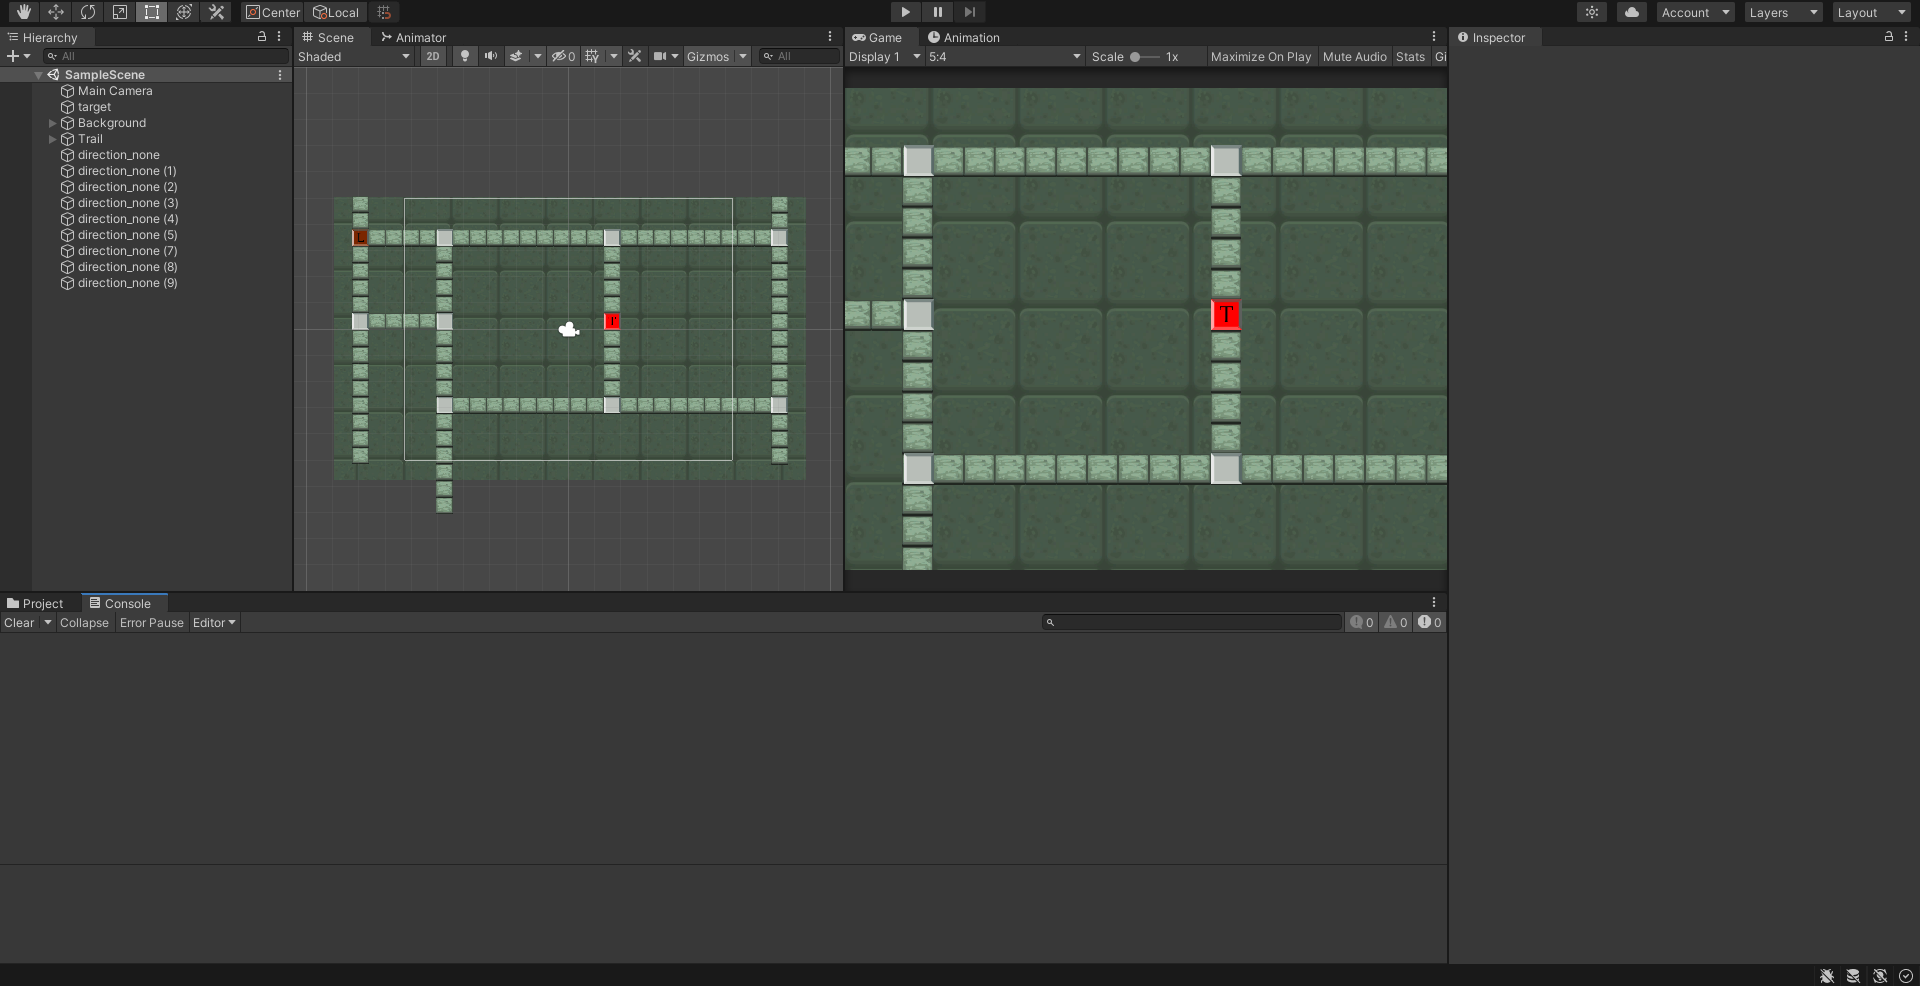 Center
Local
Account
Layers
Layout
Hierarchy
All
SampleScene
Main Camera
target
Background
Trail
direction_none
direction_none (1)
direction_none (2)
direction_none (3)
direction_none (4)
direction_none (5)
direction_none (7)
direction_none (8)
direction_none (9)
Scene
Animator
Shaded
2D
0
Gizmos
All
L
T
Game
Animation
Display 1
5:4
Scale
1x
Maximize On Play
Mute Audio
Stats
Gi
T
Inspector
Project
Console
Clear
Collapse
Error Pause
Editor
0
0
0